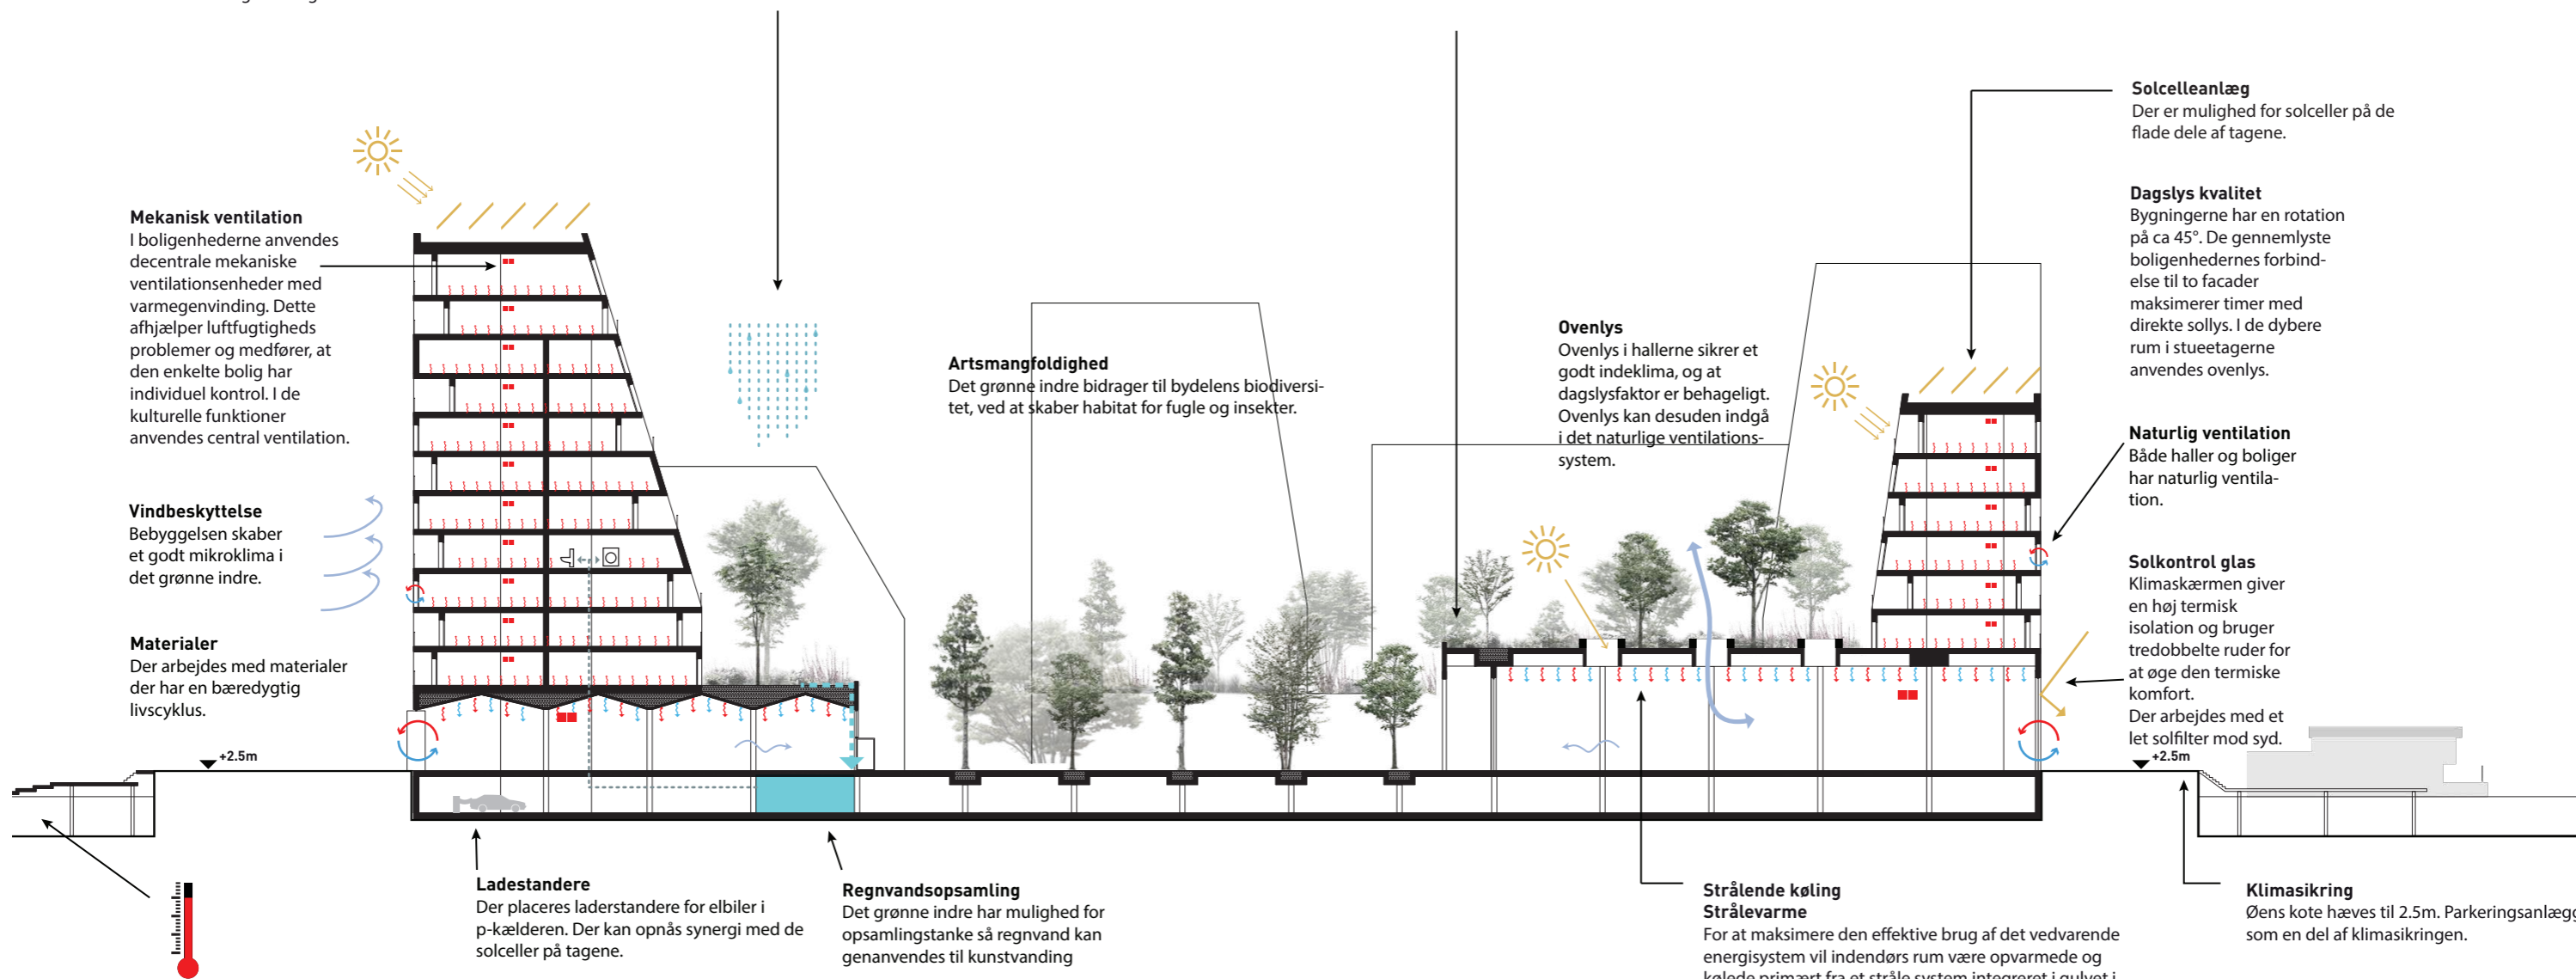 Mekanisk ventilation
I boligenhederne anvendes
decentrale mekaniske
ventilationsenheder med
varmegenvinding. Dette
afhjælper luftfugtigheds
problemer og medfører, at
den enkelte bolig har
individuel kontrol. I de
kulturelle funktioner
anvendes central ventilation.
Vindbeskyttelse
Bebyggelsen skaber
et godt mikroklima i
det grønne indre.
Materialer
Der arbejdes med materialer
der har en bæredygtig
livscyklus.
+2.5m
Artsmangfoldighed
Det grønne indre bidrager til bydelens biodiversi-
tet, ved at skaber habitat for fugle og insekter.
Ovenlys
Ovenlys i hallerne sikrer et
godt indeklima, og at
dagslysfaktor er behageligt.
Ovenlys kan desuden indgå
i det naturlige ventilations-
system.
Solcelleanlæg
Der er mulighed for solceller på de
flade dele af tagene.
Dagslys kvalitet
Bygningerne har en rotation
på ca 45°. De gennemlyste
boligenhedernes forbind-
else til to facader
maksimerer timer med
direkte sollys. I de dybere
rum i stueetagerne
anvendes ovenlys.
Naturlig ventilation
Både haller og boliger
har naturlig ventila-
tion.
Solkontrol glas
Klimaskærmen giver
en høj termisk
isolation og bruger
tredobbelte ruder for
at øge den termiske
komfort.
Der arbejdes med et
let solfilter mod syd.
+2.5m
Ladestandere
Der placeres laderstandere for elbiler i
p-kælderen. Der kan opnås synergi med de
solceller på tagene.
Regnvandsopsamling
Det grønne indre har mulighed for
opsamlingstanke så regnvand kan
genanvendes til kunstvanding
Strålende køling
Strålevarme
For at maksimere den effektive brug af det vedvarende
energisystem vil indendørs rum være opvarmede og
kølede primært fra et stråle system integreret i gulvet i
Klimasikring
Øens kote hæves til 2.5m. Parkeringsanlægg
som en del af klimasikringen.